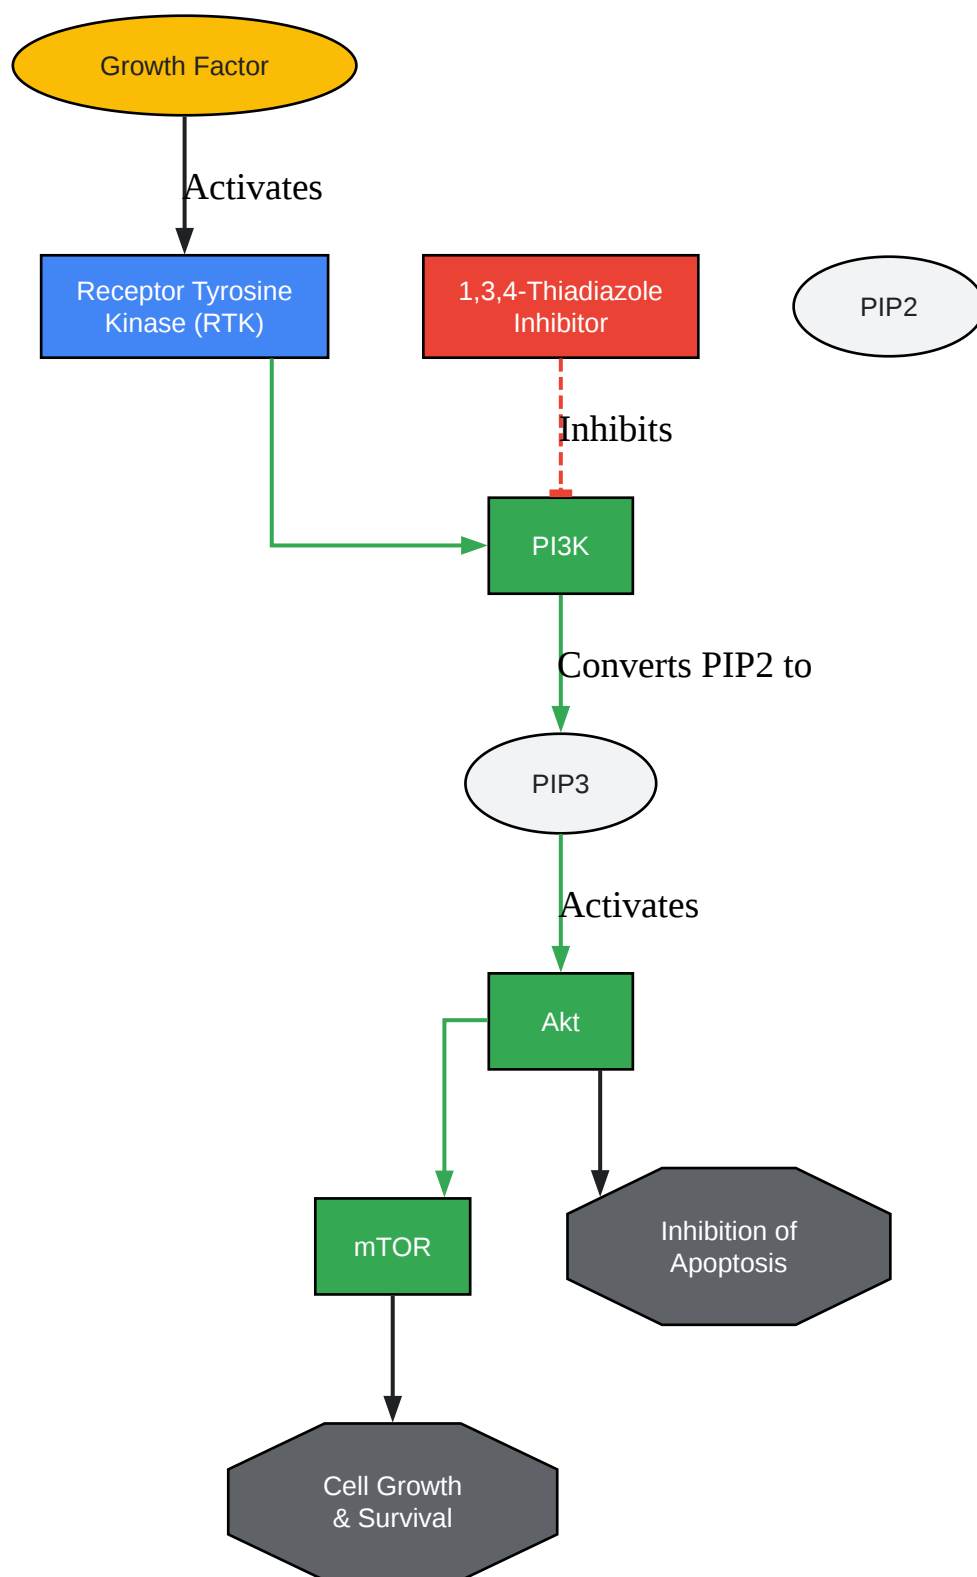 Growth Factor
Activates
Receptor Tyrosine
Kinase (RTK)
1,3,4-Thiadiazole
Inhibitor
PIP2
Inhibits
PI3K
Converts PIP2 to
PIP3
Activates
Akt
mTOR
Inhibition of
Apoptosis
Cell Growth
& Survival